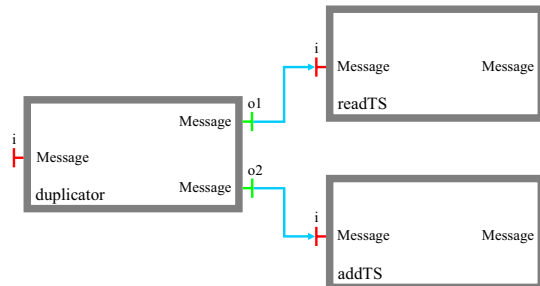 i
Message
Message
Message
duplicator
o1
o2
i
Message
Message
readTS
i
Message
Message
addTS